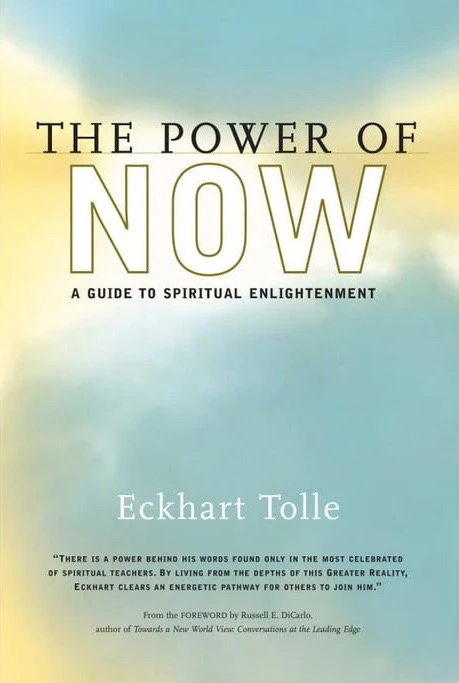 THE POWER OF
NOW
A GUIDE TO SPIRITUAL ENLIGHTENMENT
Eckhart Tolle
“THERE IS A POWER BEHIND HIS WORDS FOUND ONLY IN THE MOST CELEBRATED
OF SPIRITUAL TEACHERS. BY LIVING FROM THE DEPTHS OF THIS GREATER REALITY,
ECKHART CLEARS AN ENERGETIC PATHWAY FOR OTHERS TO JOIN HIM.”
From the FOREWORD by Russell E. DiCarlo,
author of Towards a New World View: Conversations at the Leading Edge